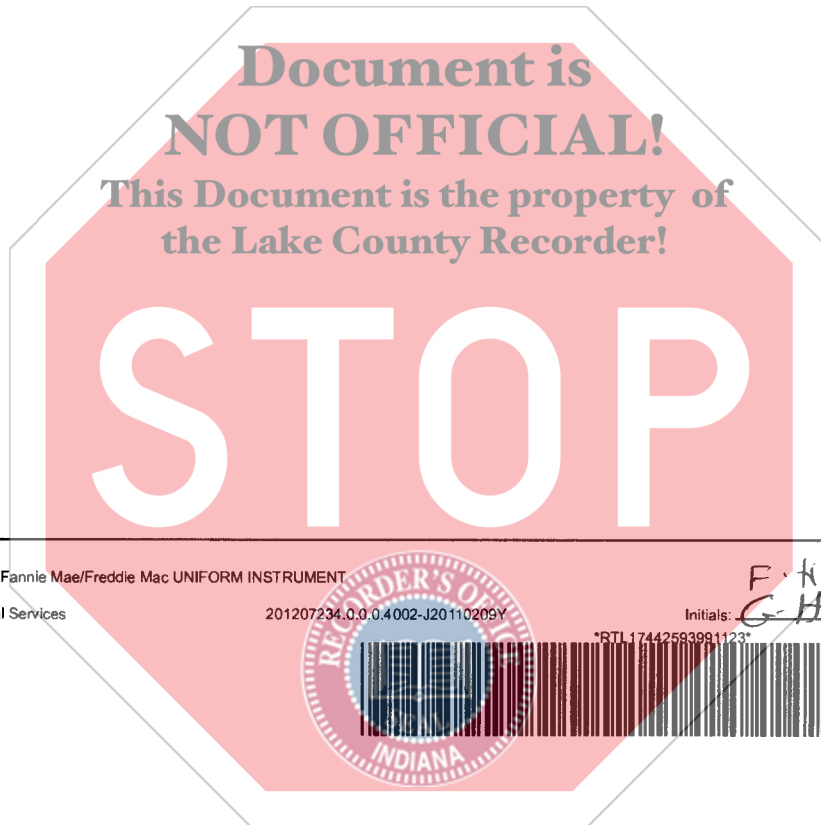 Document is
NOT OFFICIAL!
This Document is the property of
the Lake County Recorder!
STOP
Fannie Mae/Freddie Mac UNIFORM INSTRUMENT
l Services
201207234.0.0.0.4002-J20110209Y
Initials:
F. H
G. H
*RTL17442593991123*
RECORDER'S OFFICE
SEAL
INDIANA